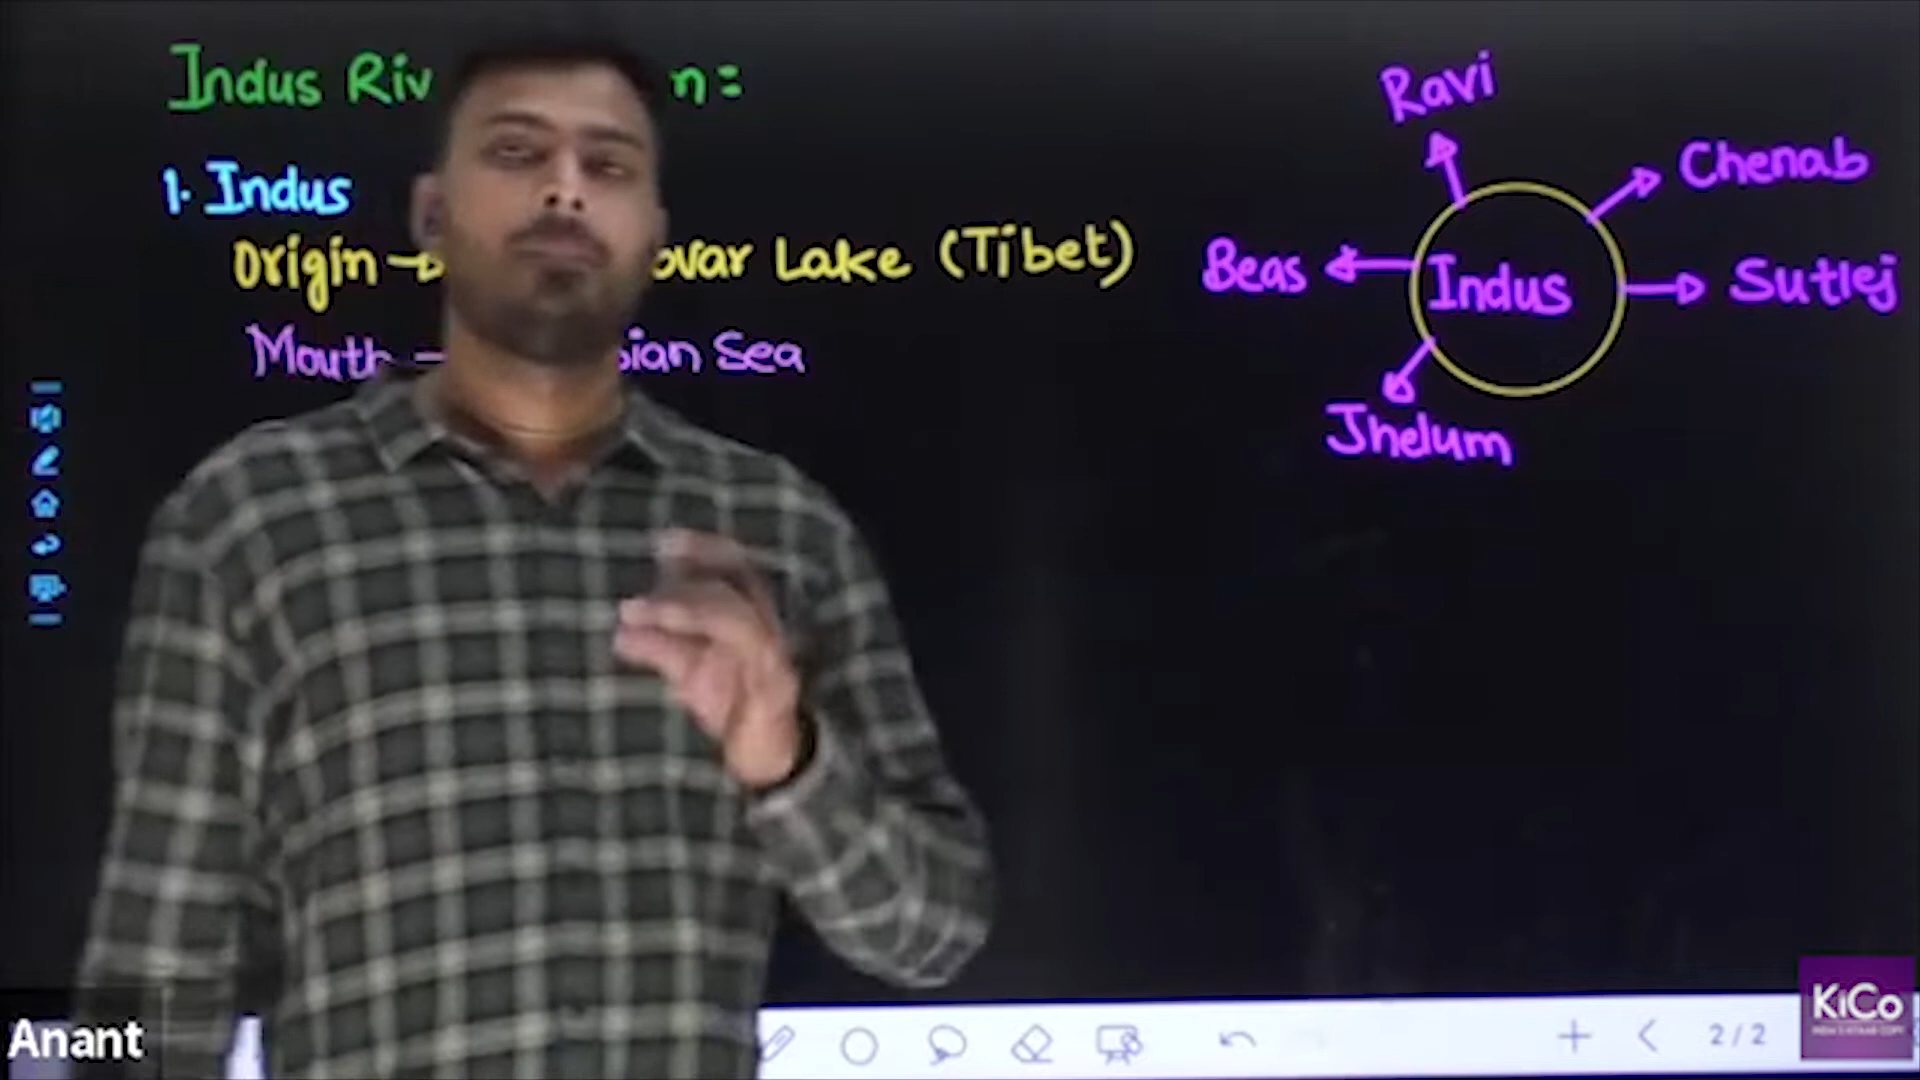 Indus Riv n:
1. Indus
Origin → ovar Lake (Tibet)
Mouth - ian Sea
Ravi
Chenab
Beas
Indus
Sutlej
Jhelum
Anant
2/2
KiCo